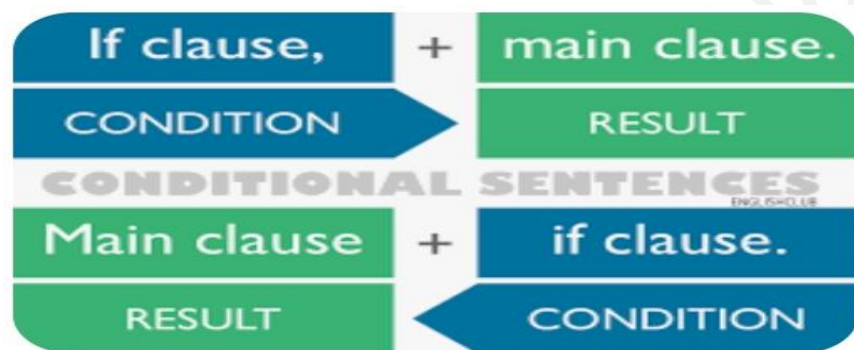 If clause, + main clause.
CONDITION RESULT
CONDITIONAL SENTENCES
ENGLISHCLUB
Main clause + if clause.
RESULT CONDITION